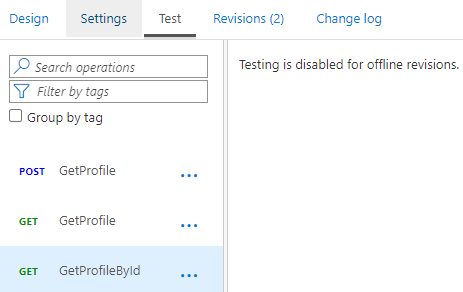 Design Settings Test Revisions (2) Change log
Search operations
Filter by tags
Group by tag
POST GetProfile ...
GET GetProfile ...
GET GetProfileById ...
Testing is disabled for offline revisions.